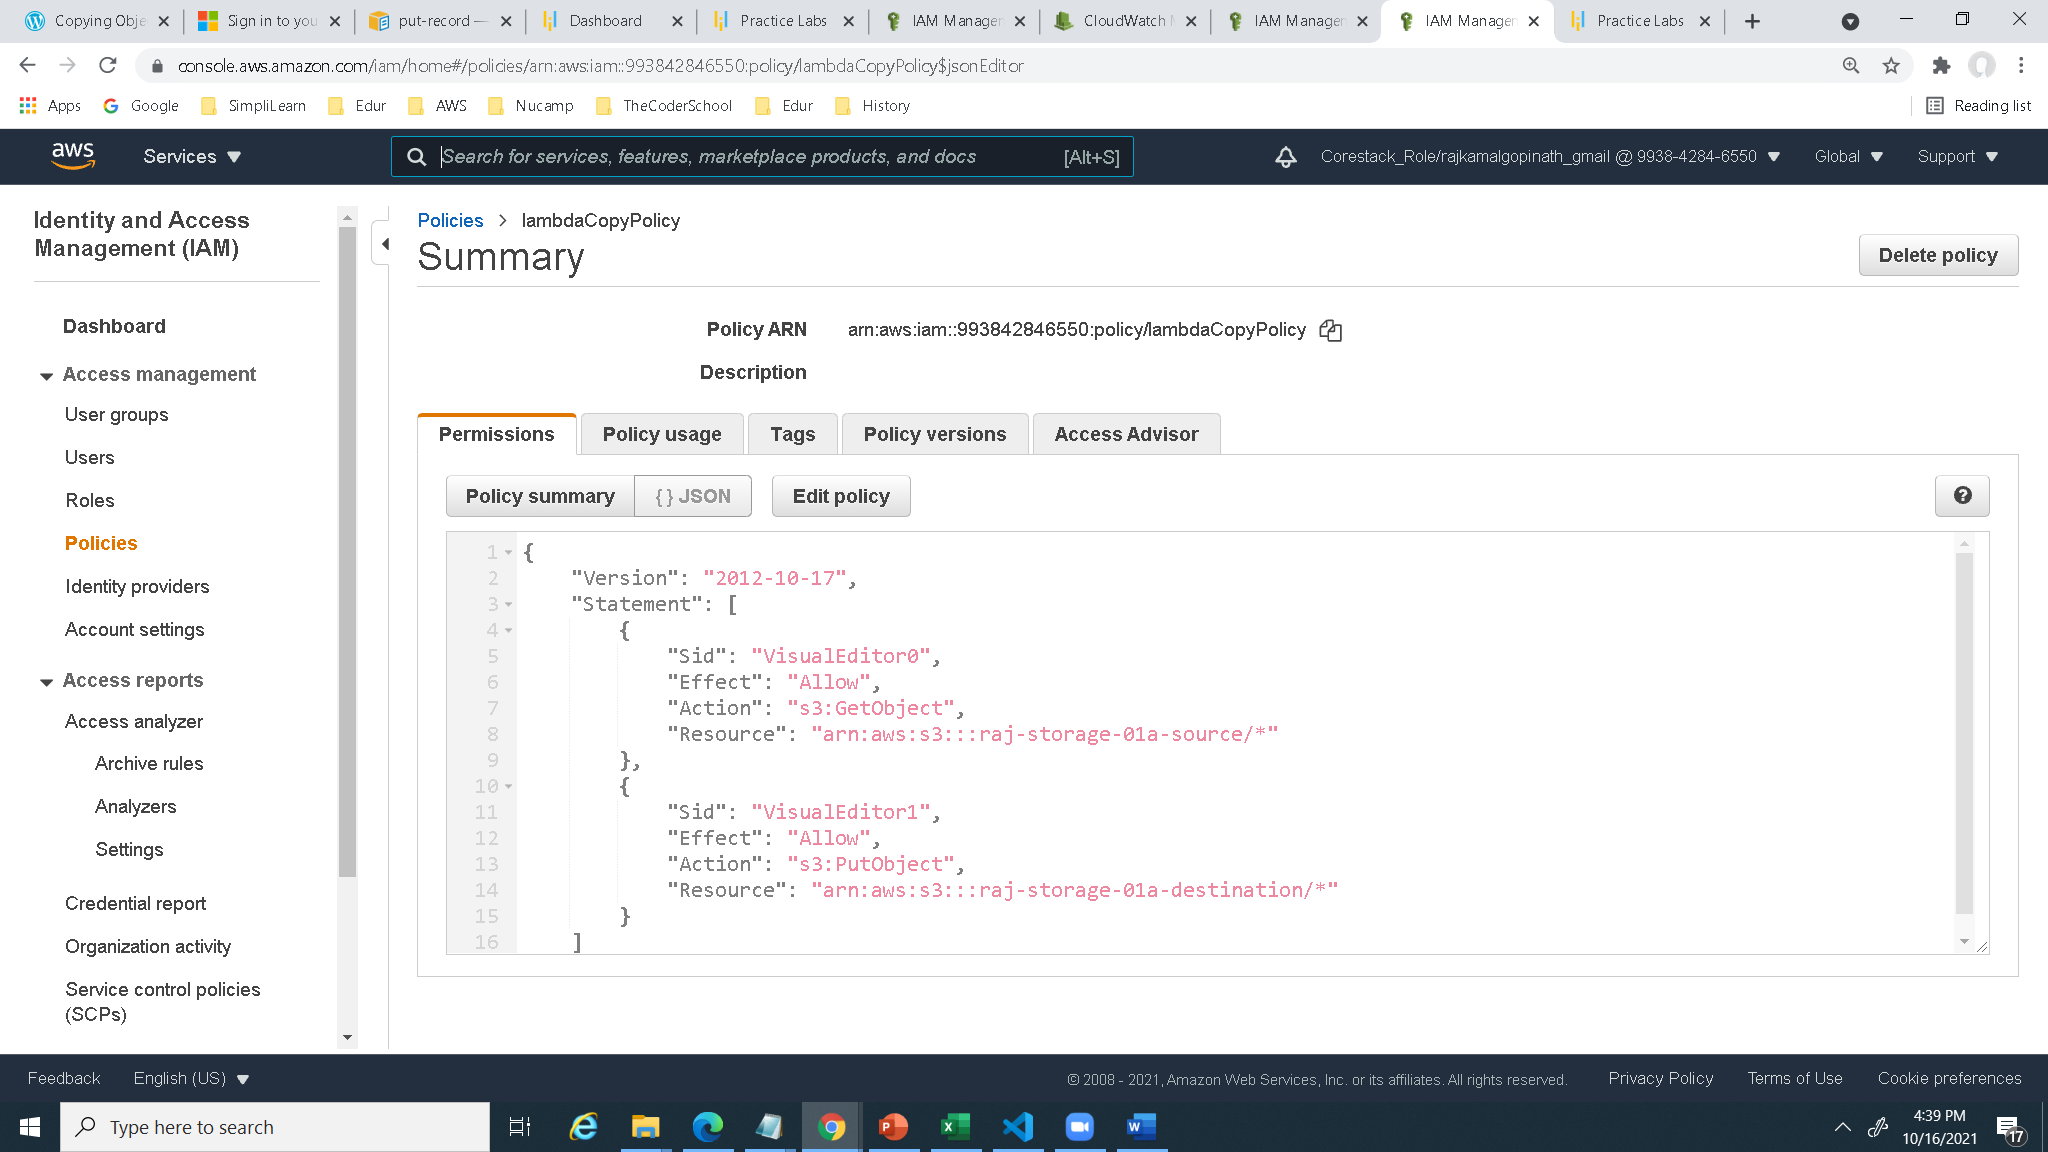 Copying Obje
Sign in to you
put-record —
Dashboard
Practice Labs
IAM Manager
CloudWatch M
IAM Manager
IAM Manager
Practice Labs
console.aws.amazon.com/iam/home#/policies/arn:aws:iam::993842846550:policy/lambdaCopyPolicy$jsonEditor
Apps
Google
SimpliLearn
Edur
AWS
Nucamp
TheCoderSchool
Edur
History
Reading list
aws
Services
Search for services, features, marketplace products, and docs
[Alt+S]
Corestack_Role/rajkamalgopinath_gmail @ 9938-4284-6550
Global
Support
Identity and Access
Management (IAM)
Dashboard
Access management
User groups
Users
Roles
Policies
Identity providers
Account settings
Access reports
Access analyzer
Archive rules
Analyzers
Settings
Credential report
Organization activity
Service control policies
(SCPs)
Policies > lambdaCopyPolicy
Summary
Delete policy
Policy ARN arn:aws:iam::993842846550:policy/lambdaCopyPolicy
Description
Permissions
Policy usage
Tags
Policy versions
Access Advisor
Policy summary
{ } JSON
Edit policy
?
1 {
2 "Version": "2012-10-17",
3 "Statement": [
4 {
5 "Sid": "VisualEditor0",
6 "Effect": "Allow",
7 "Action": "s3:GetObject",
8 "Resource": "arn:aws:s3:::raj-storage-01a-source/*"
9 },
10 {
11 "Sid": "VisualEditor1",
12 "Effect": "Allow",
13 "Action": "s3:PutObject",
14 "Resource": "arn:aws:s3:::raj-storage-01a-destination/*"
15 }
16 ]
Feedback
English (US)
© 2008 - 2021, Amazon Web Services, Inc. or its affiliates. All rights reserved.
Privacy Policy
Terms of Use
Cookie preferences
Type here to search
4:39 PM
10/16/2021
17